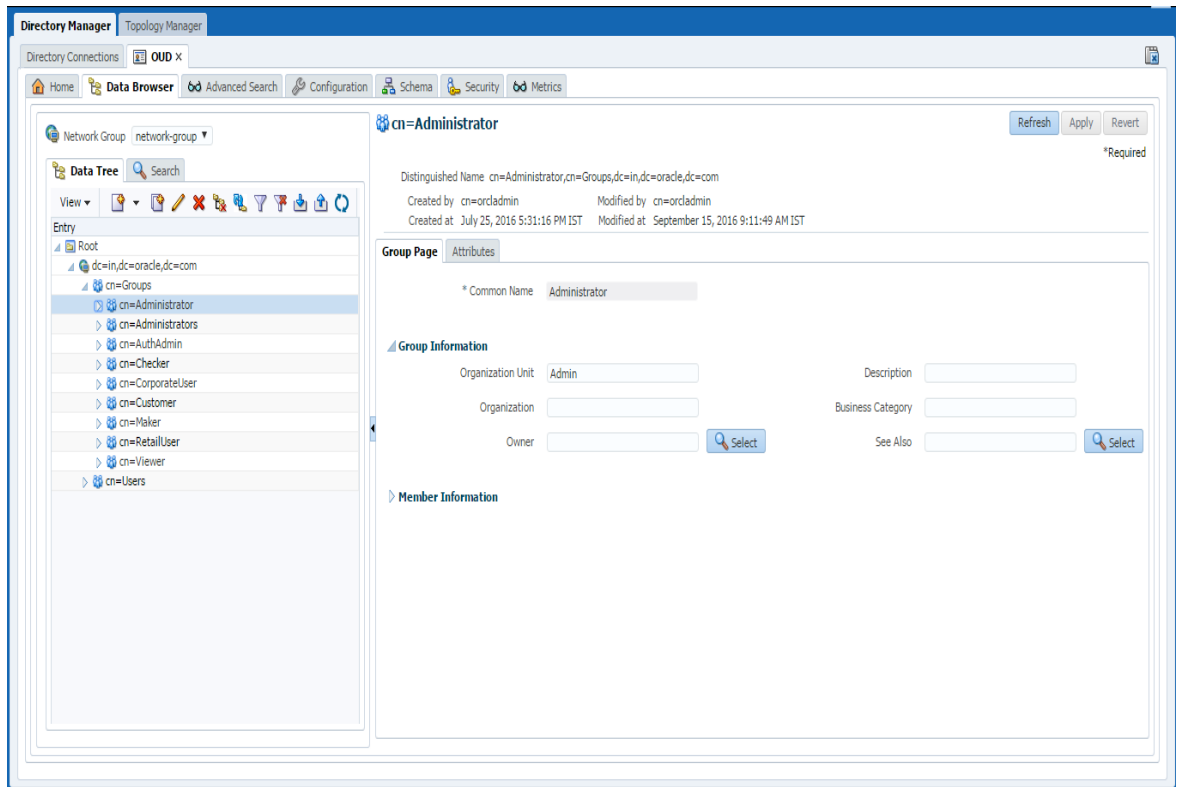 Directory Manager Topology Manager
Directory Connections OUD ×
Home Data Browser Advanced Search Configuration Schema Security Metrics
Network Group network-group
Data Tree Search
View
Entry
Root
dc=in,dc=oracle,dc=com
cn=Groups
cn=Administrator
cn=Administrators
cn=AuthAdmin
cn=Checker
cn=CorporateUser
cn=Customer
cn=Maker
cn=RetailUser
cn=Viewer
cn=Users
cn=Administrator
Refresh Apply Revert
*Required
Distinguished Name cn=Administrator,cn=Groups,dc=in,dc=oracle,dc=com
Created by cn=orcladmin Modified by cn=orcladmin
Created at July 25, 2016 5:31:16 PM IST Modified at September 15, 2016 9:11:49 AM IST
Group Page Attributes
* Common Name Administrator
Group Information
Organization Unit Admin Description
Organization Business Category
Owner Select See Also Select
Member Information